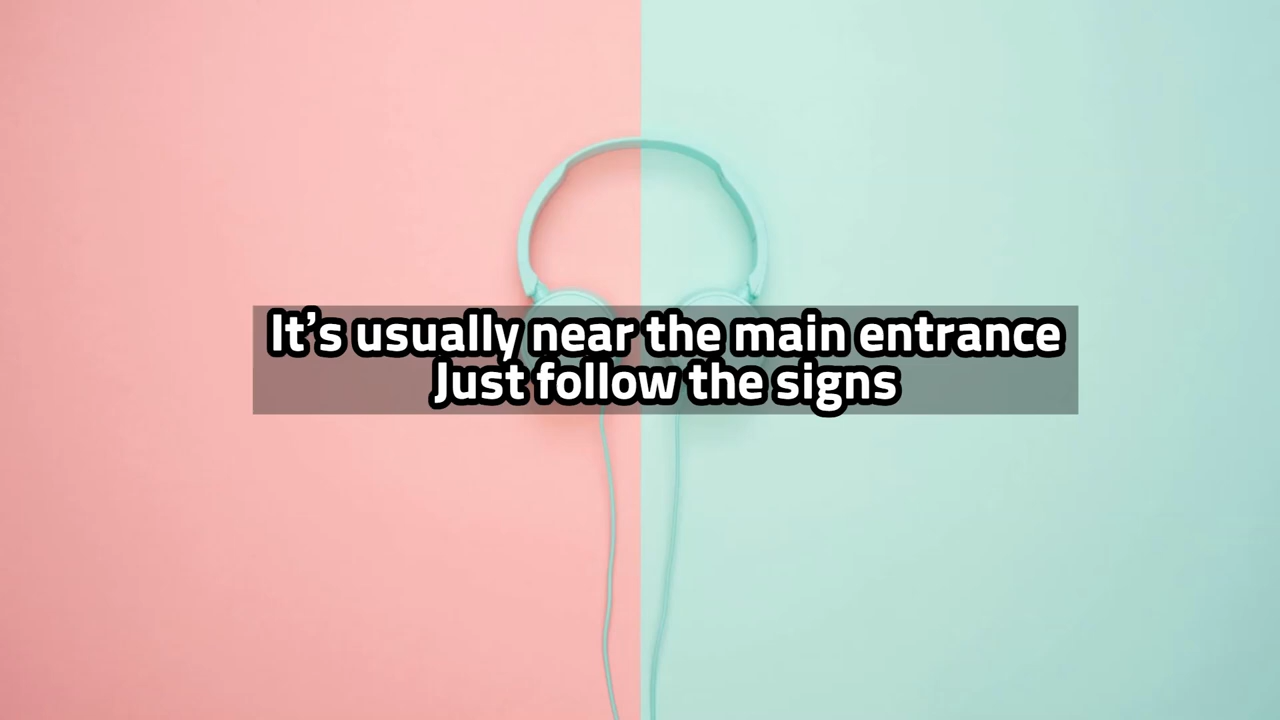 It’s usually near the main entrance
Just follow the signs